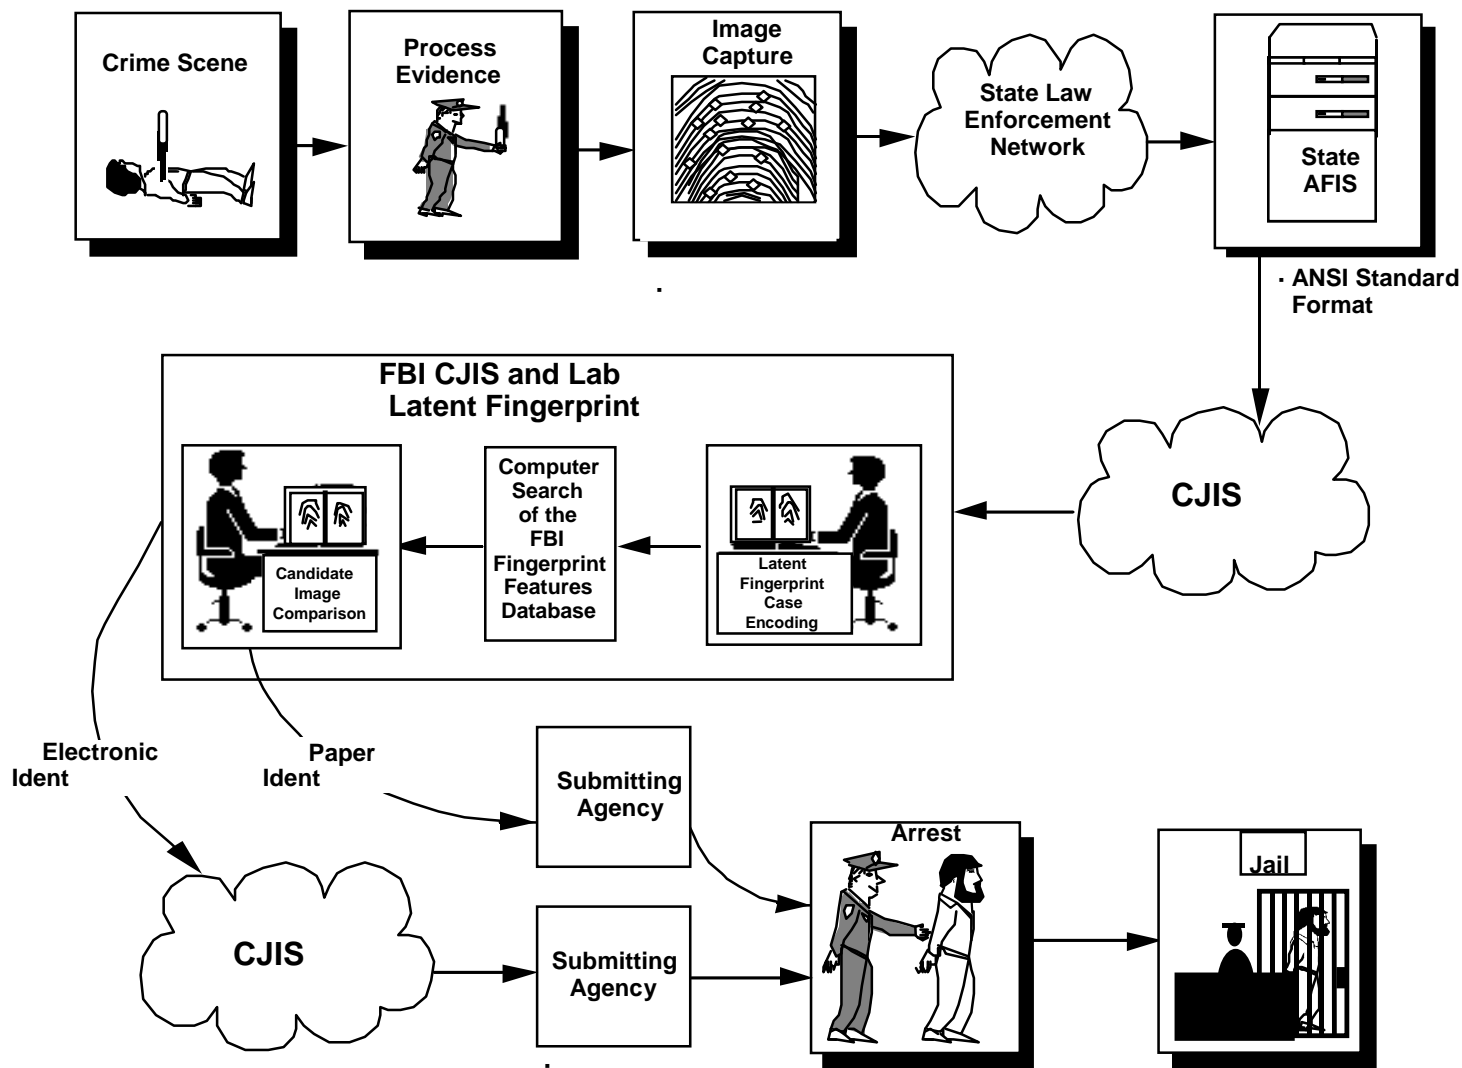 Crime Scene
Process
Evidence
Image
Capture
State Law
Enforcement
Network
State
AFIS
· ANSI Standard
Format
FBI CJIS and Lab
Latent Fingerprint
Candidate
Image
Comparison
Computer
Search
of the
FBI
Fingerprint
Features
Database
Latent
Fingerprint
Case
Encoding
CJIS
Electronic
Ident
Paper
Ident
Submitting
Agency
CJIS
Submitting
Agency
Arrest
Jail